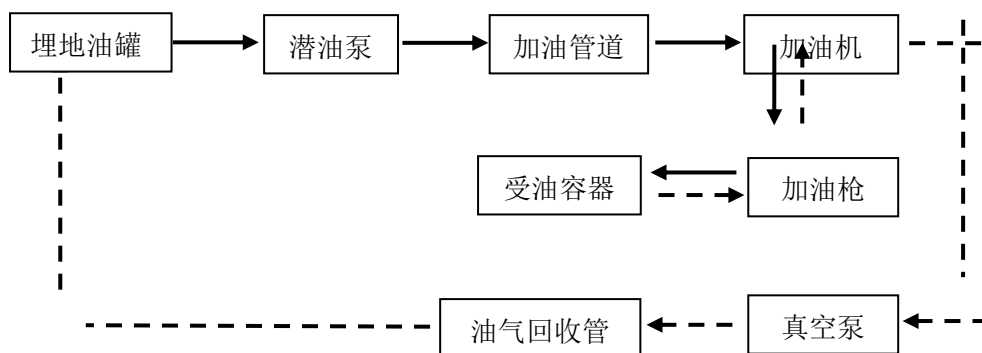 埋地油罐
潜油泵
加油管道
加油机
受油容器
加油枪
油气回收管
真空泵